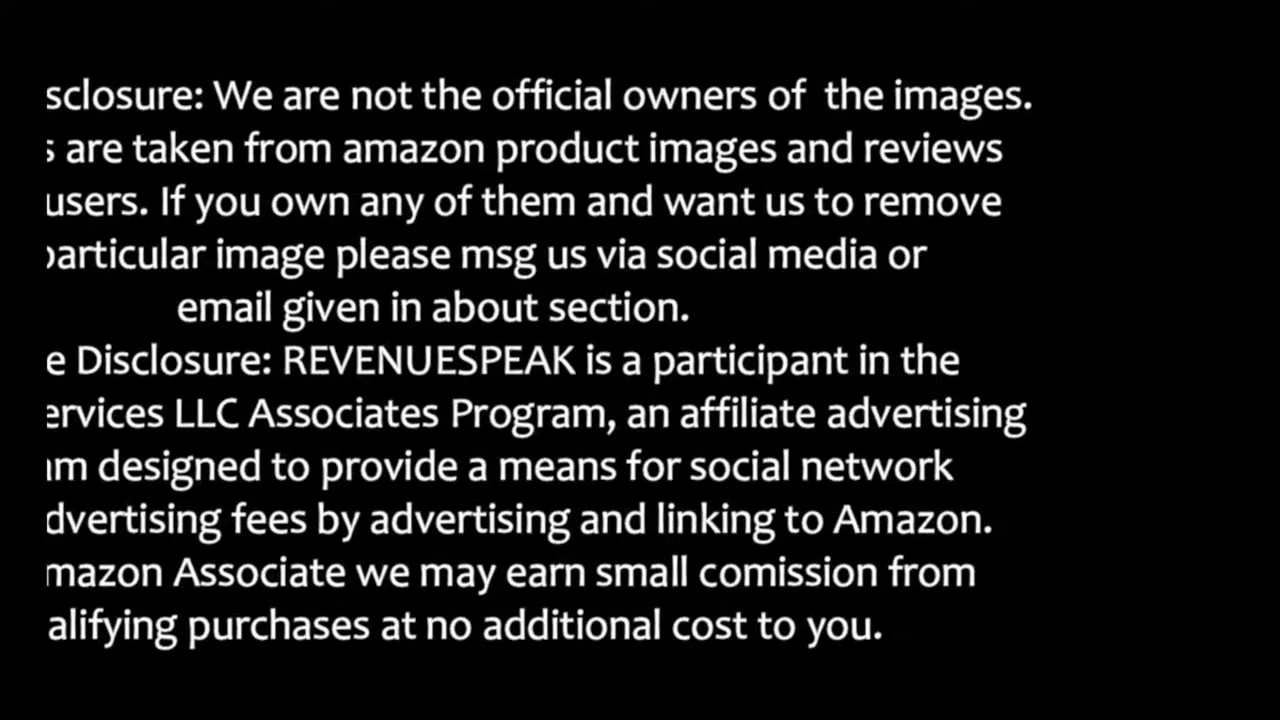 sclosure: We are not the official owners of the images.
s are taken from amazon product images and reviews
users. If you own any of them and want us to remove
particular image please msg us via social media or
email given in about section.
e Disclosure: REVENUESPEAK is a participant in the
ervices LLC Associates Program, an affiliate advertising
am designed to provide a means for social network
dvertising fees by advertising and linking to Amazon.
mazon Associate we may earn small comission from
alifying purchases at no additional cost to you.